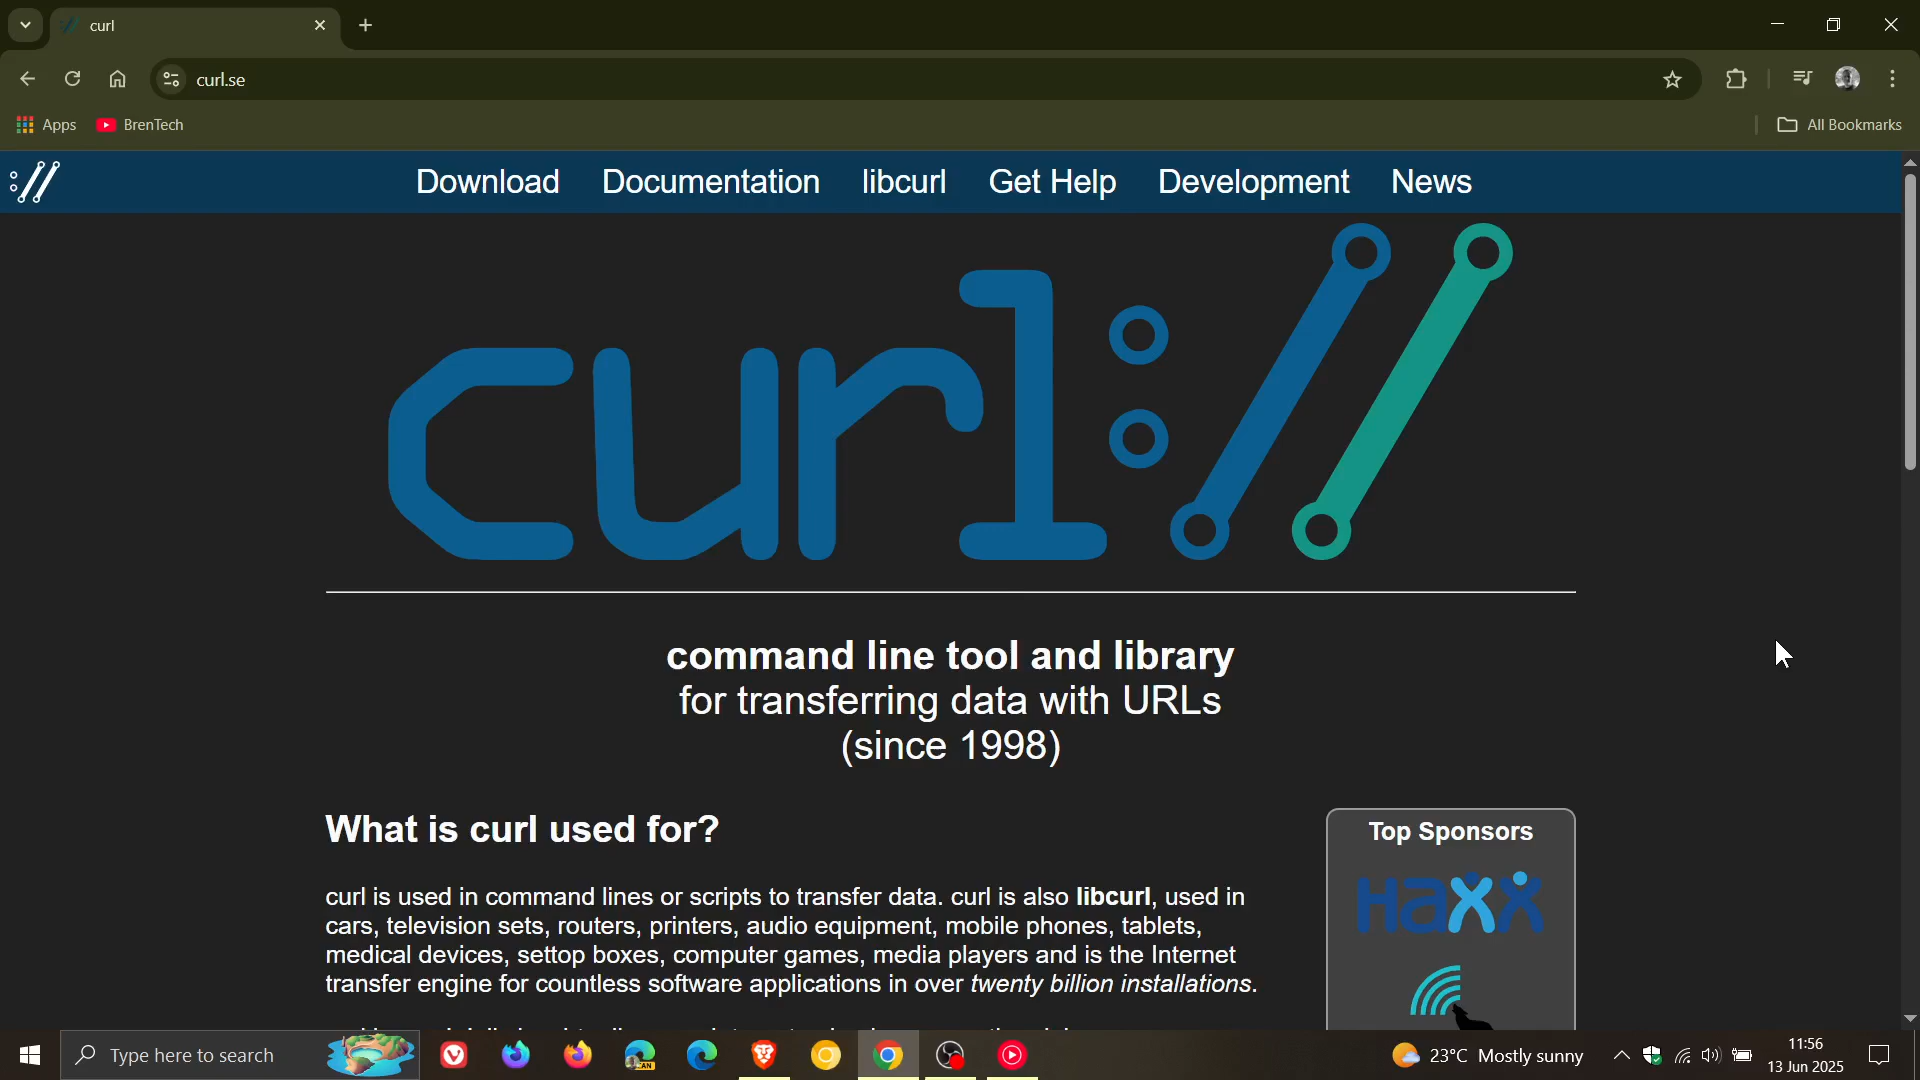 curl
curl.se
Apps
BrenTech
All Bookmarks
Download
Documentation
libcurl
Get Help
Development
News
curl://
command line tool and library
for transferring data with URLs
(since 1998)
What is curl used for?
curl is used in command lines or scripts to transfer data. curl is also libcurl, used in
cars, television sets, routers, printers, audio equipment, mobile phones, tablets,
medical devices, settop boxes, computer games, media players and is the Internet
transfer engine for countless software applications in over twenty billion installations.
Top Sponsors
Haxx
Type here to search
CAN
23°C Mostly sunny
11:56
13 Jun 2025